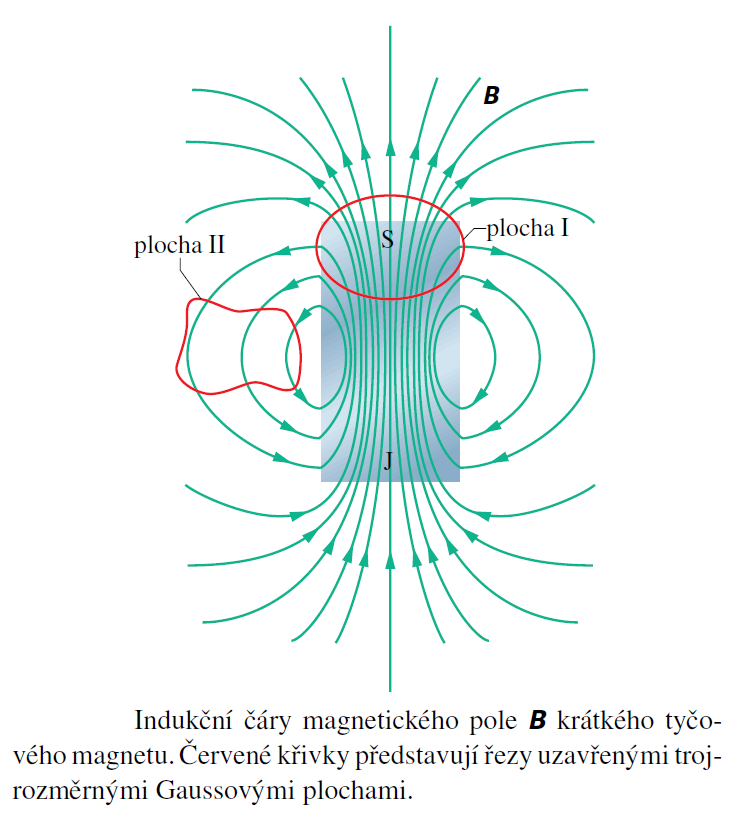 B
S
plocha I
plocha II
J
Indukční čáry magnetického pole B krátkého tyčo-
vého magnetu. Červené křivky představují řezy uzavřenými troj-
rozměrnými Gaussovými plochami.